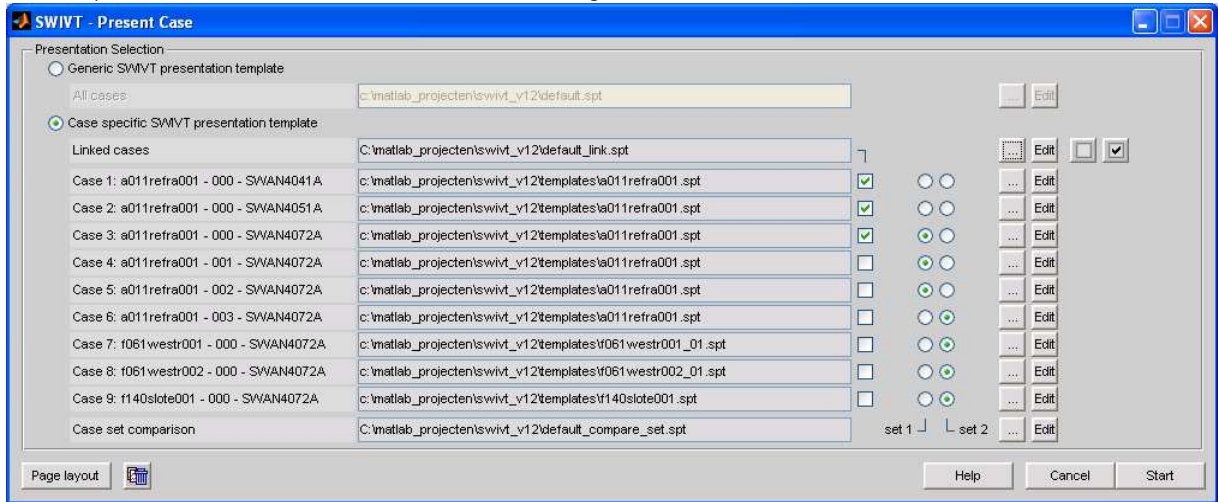 SWIVT - Present Case
Presentation Selection
Generic SWIVT presentation template
All cases c:\matlab_projecten\swivt_v12\default.spt ... Edit
Case specific SWIVT presentation template
Linked cases C:\matlab_projecten\swivt_v12\default_link.spt ... Edit
Case 1: a011refra001 - 000 - SWAN4041A c:\matlab_projecten\swivt_v12\templates\a011refra001.spt ... Edit
Case 2: a011refra001 - 000 - SWAN4051A c:\matlab_projecten\swivt_v12\templates\a011refra001.spt ... Edit
Case 3: a011refra001 - 000 - SWAN4072A c:\matlab_projecten\swivt_v12\templates\a011refra001.spt ... Edit
Case 4: a011refra001 - 001 - SWAN4072A c:\matlab_projecten\swivt_v12\templates\a011refra001.spt ... Edit
Case 5: a011refra001 - 002 - SWAN4072A c:\matlab_projecten\swivt_v12\templates\a011refra001.spt ... Edit
Case 6: a011refra001 - 003 - SWAN4072A c:\matlab_projecten\swivt_v12\templates\a011refra001.spt ... Edit
Case 7: f061westr001 - 000 - SWAN4072A c:\matlab_projecten\swivt_v12\templates\f061westr001_01.spt ... Edit
Case 8: f061westr002 - 000 - SWAN4072A c:\matlab_projecten\swivt_v12\templates\f061westr002_01.spt ... Edit
Case 9: f140slote001 - 000 - SWAN4072A c:\matlab_projecten\swivt_v12\templates\f140slote001.spt ... Edit
Case set comparison C:\matlab_projecten\swivt_v12\default_compare_set.spt set 1 set 2 ... Edit
Page layout Help Cancel Start